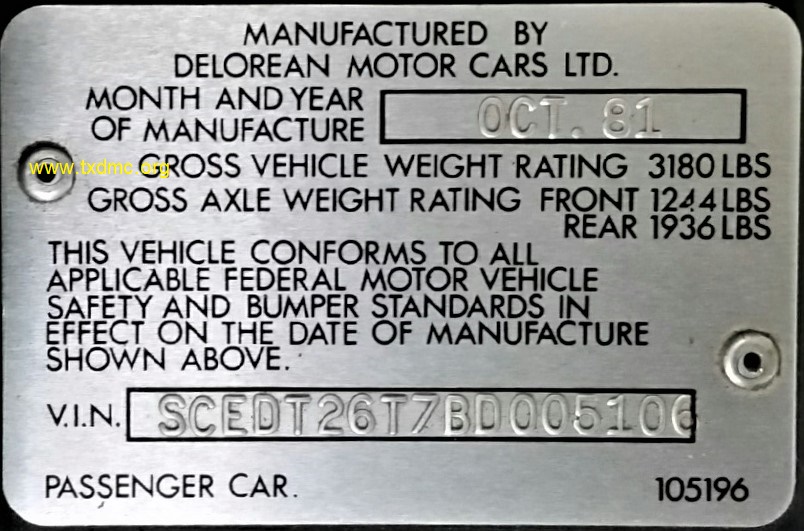 MANUFACTURED BY
DELOREAN MOTOR CARS LTD.
MONTH AND YEAR
OF MANUFACTURE OCT. 81
www.txdmc.org
GROSS VEHICLE WEIGHT RATING 3180 LBS
GROSS AXLE WEIGHT RATING FRONT 1244 LBS
REAR 1936 LBS
THIS VEHICLE CONFORMS TO ALL
APPLICABLE FEDERAL MOTOR VEHICLE
SAFETY AND BUMPER STANDARDS IN
EFFECT ON THE DATE OF MANUFACTURE
SHOWN ABOVE.
V.I.N. SCEDT26T7BD005106
PASSENGER CAR. 105196